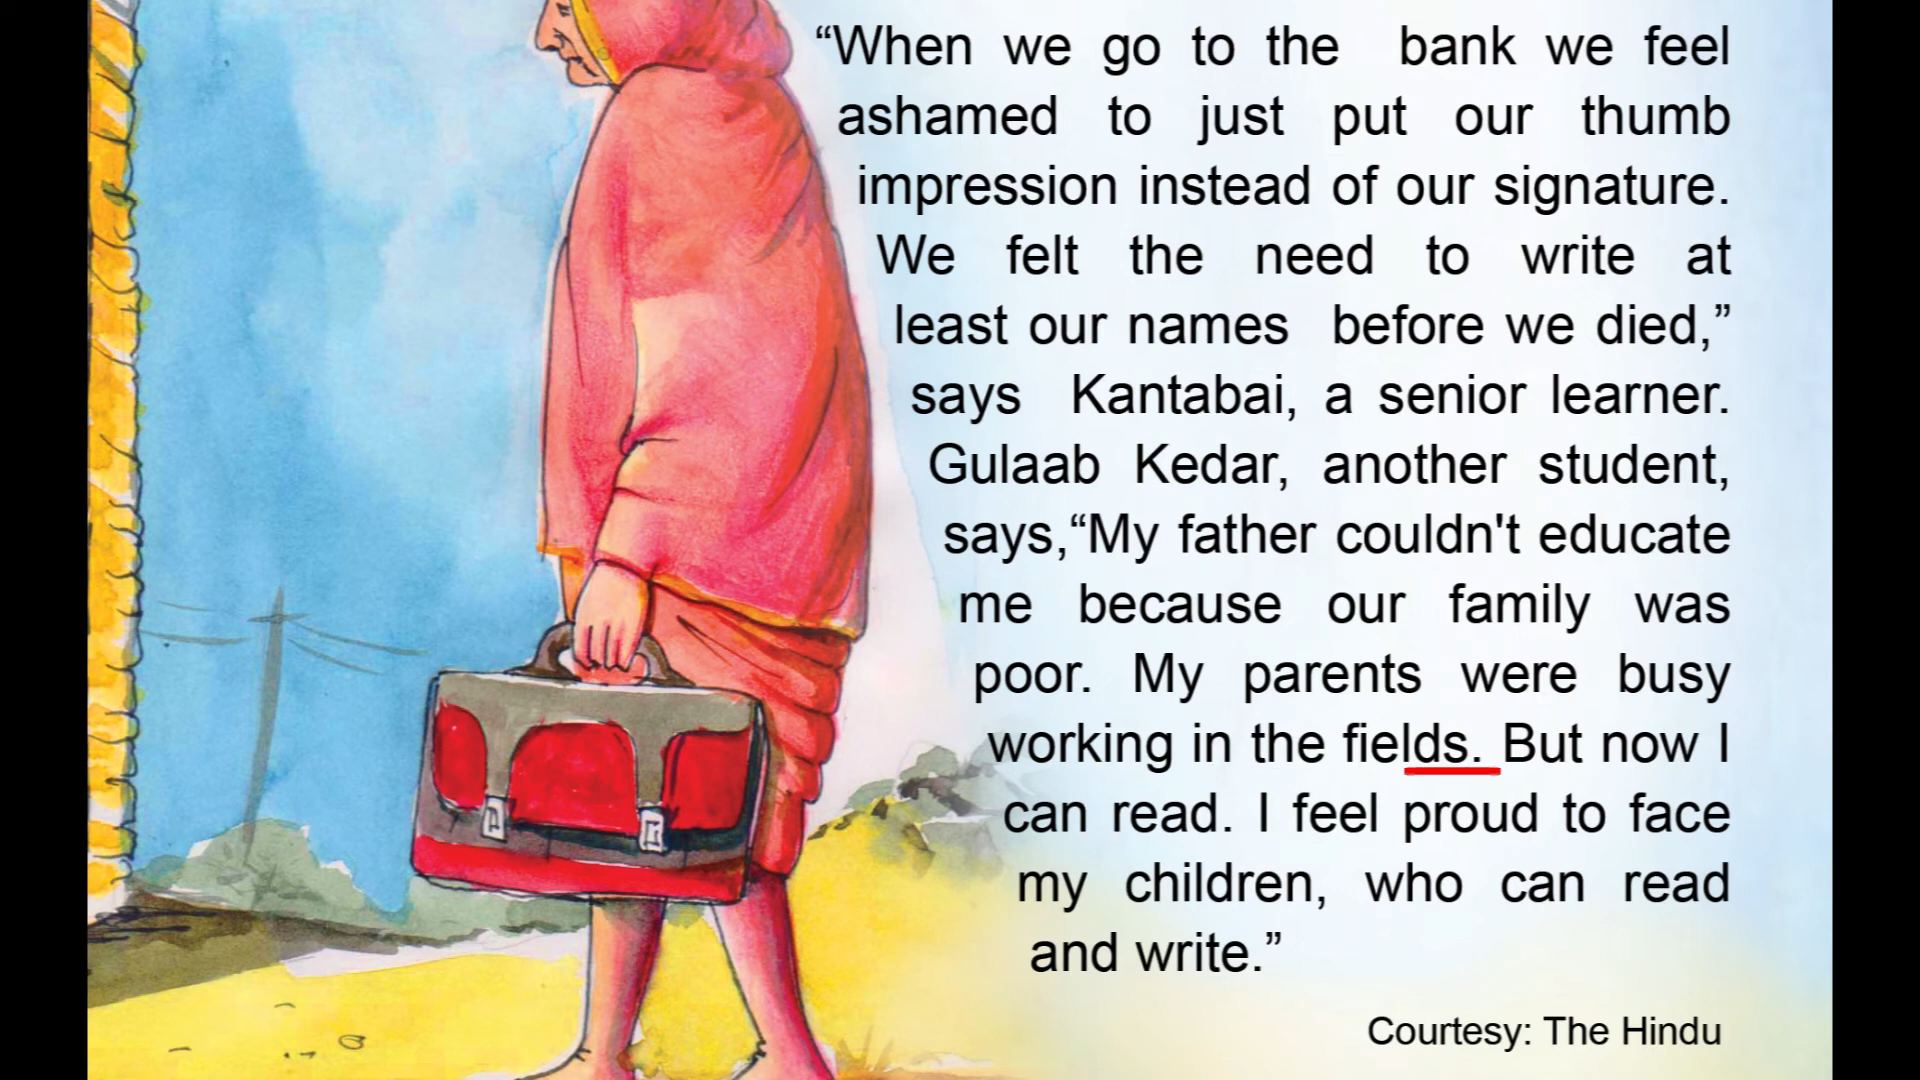 “When we go to the bank we feel
ashamed to just put our thumb
impression instead of our signature.
We felt the need to write at
least our names before we died,”
says Kantabai, a senior learner.
Gulaab Kedar, another student,
says,“My father couldn't educate
me because our family was
poor. My parents were busy
working in the fields. But now I
can read. I feel proud to face
my children, who can read
and write.”
Courtesy: The Hindu